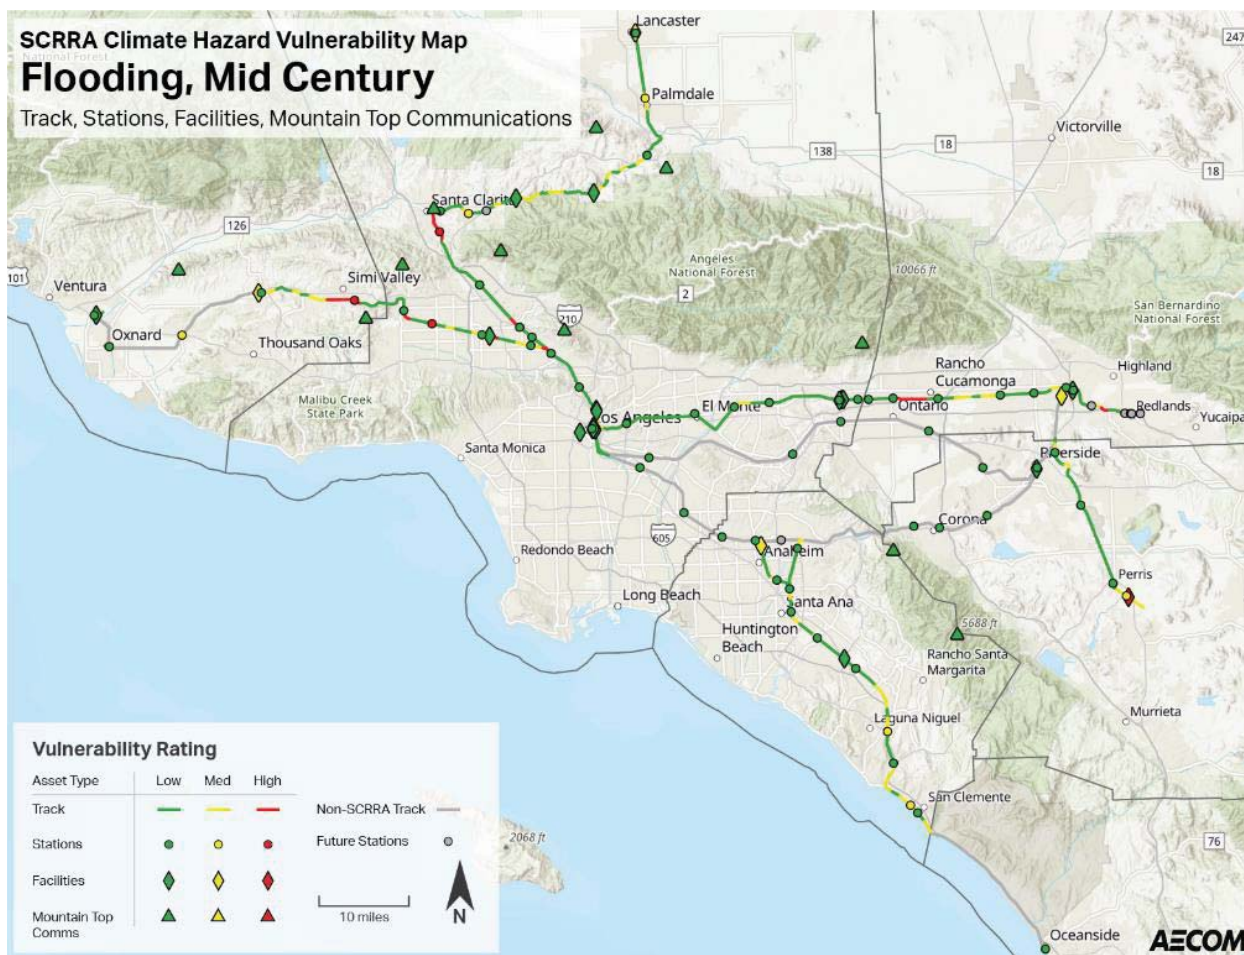 SCRRA Climate Hazard Vulnerability Map
Flooding, Mid Century
Track, Stations, Facilities, Mountain Top Communications
National Forest
Lancaster
247
Palmdale
Victorville
18
138
18
Santa Clarit
126
Angeles
National Forest
10066 ft
101
Ventura
Simi Valley
2
San Bernardino
National Forest
210
Oxnard
Thousand Oaks
Rancho
Cucamonga
Highland
Malibu Creek
State Park
El Monte
Ontario
Redlands
os Angeles
Yucaipa
Santa Monica
Riverside
Corona
605
Redondo Beach
Anaheim
Perris
Long Beach
Santa Ana
5688 ft
Huntington
Beach
Rancho Santa
Margarita
Laguna Niguel
Murrieta
San Clemente
Vulnerability Rating
Asset Type Low Med High
Track Non-SCRRA Track
Stations Future Stations
2068 ft
76
Facilities
10 miles
N
Mountain Top
Comms
Oceanside
AECOM